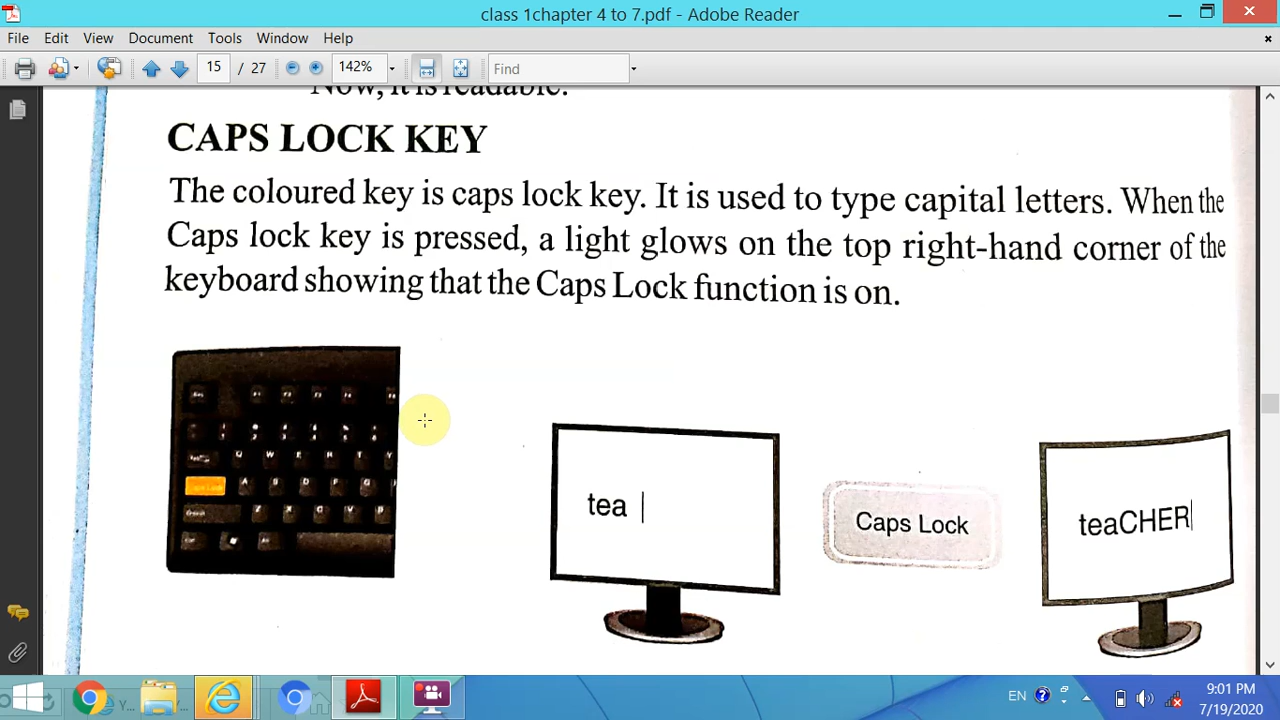 class 1chapter 4 to 7.pdf - Adobe Reader
File Edit View Document Tools Window Help
15 / 27 142% Find
Now, it is readable.
CAPS LOCK KEY
The coloured key is caps lock key. It is used to type capital letters. When the
Caps lock key is pressed, a light glows on the top right-hand corner of the
keyboard showing that the Caps Lock function is on.
Esc F1 F2 F3
Q W E R T Y
A S D F G
Z X C V B
tea
Caps Lock
teaCHER
EN
9:01 PM
7/19/2020